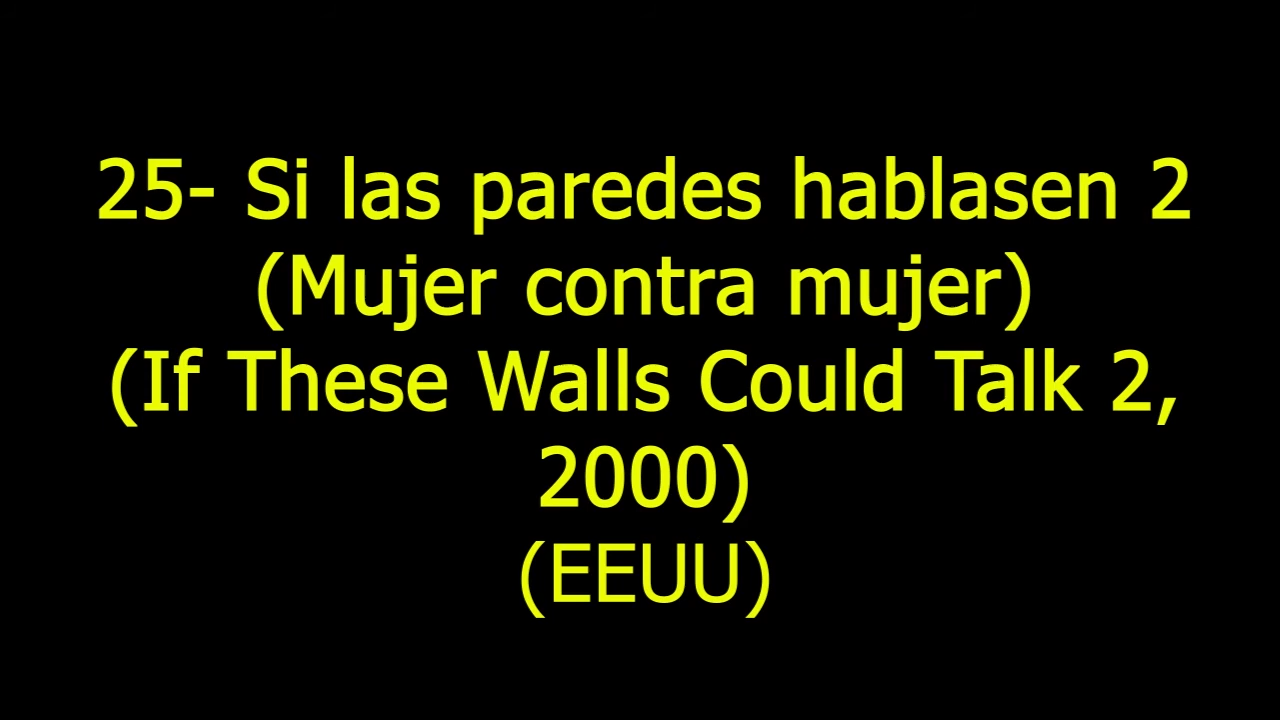 25- Si las paredes hablasen 2
(Mujer contra mujer)
(If These Walls Could Talk 2,
2000)
(EEUU)